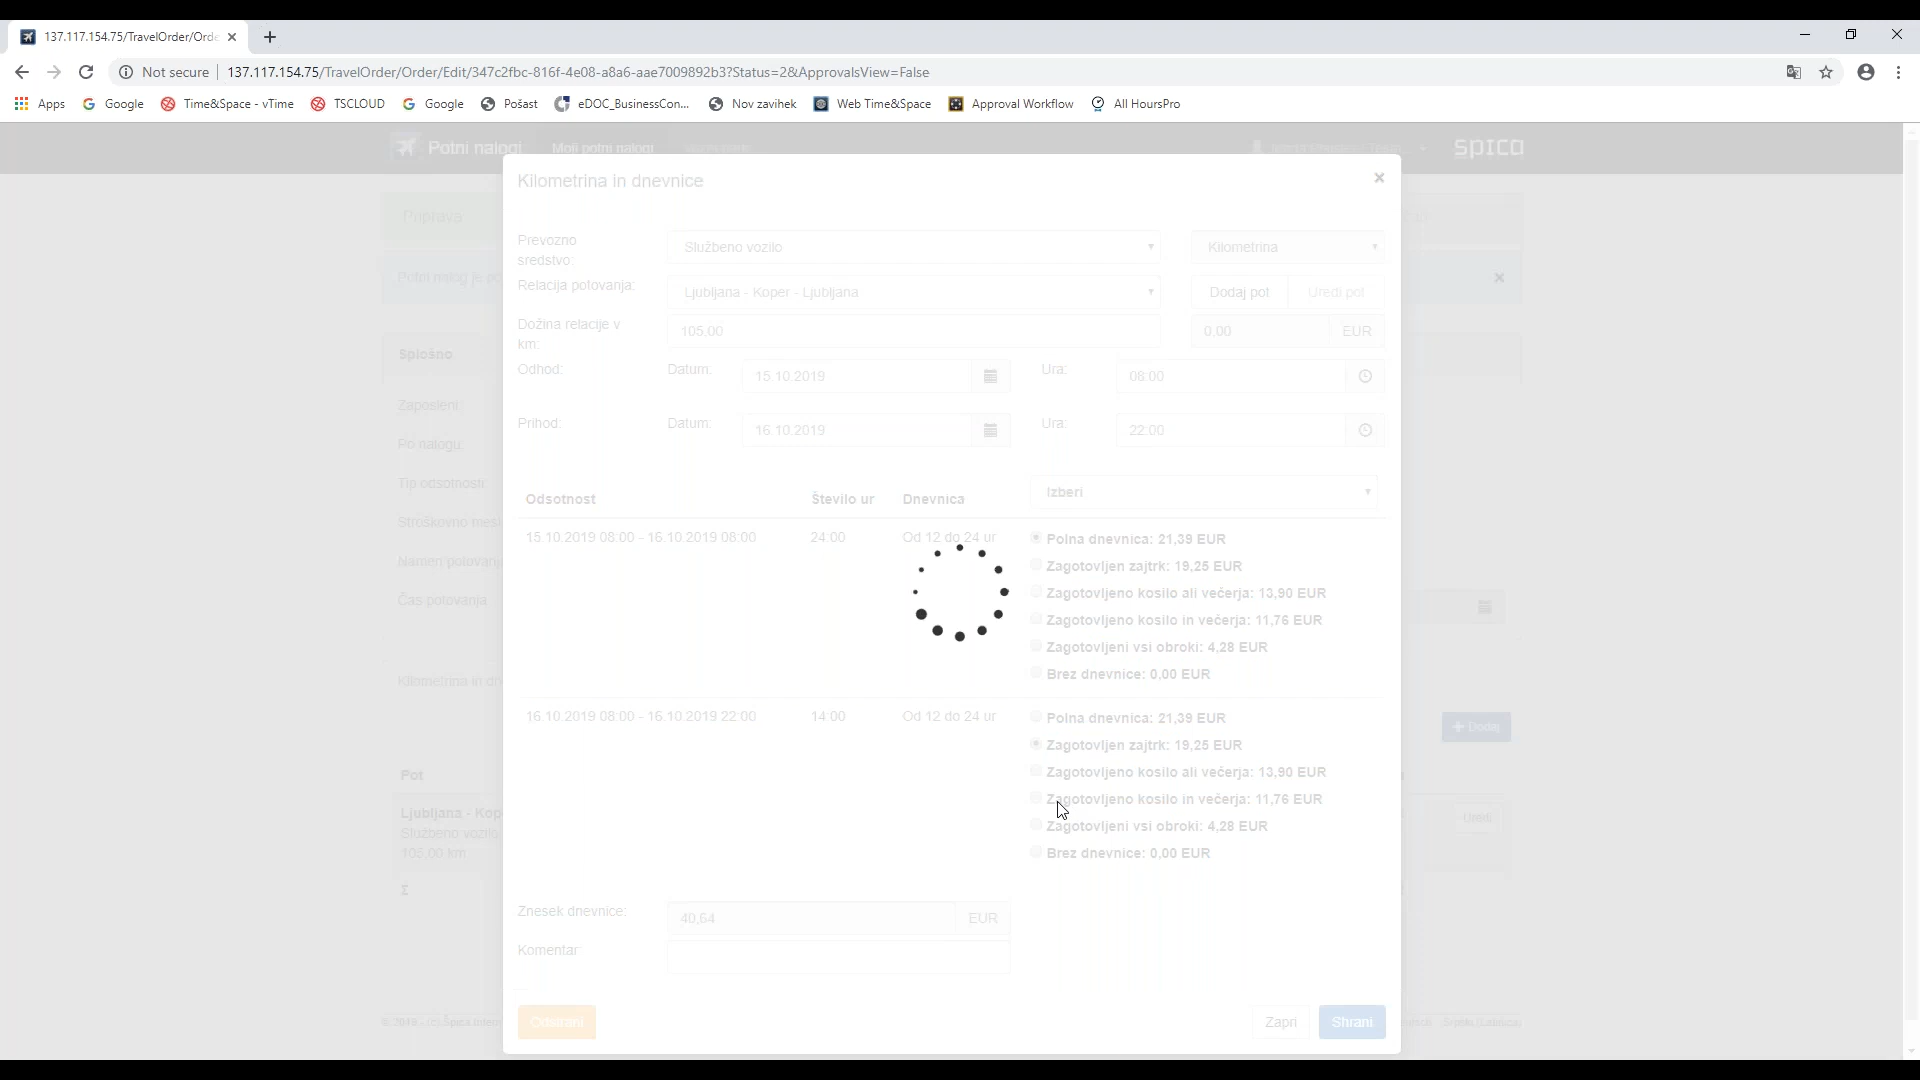 137.117.154.75/TravelOrder/Orde
Not secure
137.117.154.75/TravelOrder/Order/Edit/347c2fbc-816f-4e08-a8a6-aae7009892b3?Status=2&ApprovalsView=False
Apps Google Time&Space - vTime TSCLOUD Google Pošast eDOC_BusinessCon... Nov zavihek Web Time&Space Approval Workflow All HoursPro
Potni nalogi Moji potni nalogi spica
Kilometrina in dnevnice
Priprava
Prevozno sredstvo: Službeno vozilo Kilometrina
Potni nalog je
Relacija potovanja: Ljubljana - Koper - Ljubljana Dodaj pot Uredi pot
Dožina relacije v km: 105,00 0.00 EUR
Splošno
Odhod: Datum: 15.10.2019 Ura: 08:00
Zaposleni
Prihod: Datum: 16.10.2019 Ura: 22:00
Po nalogu
Tip odsotnosti
Odsotnost Število ur Dnevnica Izberi
Stroškovno mes
15.10.2019 08:00 - 16.10.2019 08:00 24:00 Od 12 do 24 ur Polna dnevnica: 21,39 EUR
Namen potovanj
Zagotovljen zajtrk: 19,25 EUR
Čas potovanja
Zagotovljeno kosilo ali večerja: 13,90 EUR
Zagotovljeno kosilo in večerja: 11,76 EUR
Zagotovljeni vsi obroki: 4,28 EUR
Brez dnevnice: 0,00 EUR
Kilometrina in dn
16.10.2019 08:00 - 16.10.2019 22:00 14:00 Od 12 do 24 ur Polna dnevnica: 21,39 EUR
+ Dodaj
Zagotovljen zajtrk: 19,25 EUR
Pot
Zagotovljeno kosilo ali večerja: 13,90 EUR
Zagotovljeno kosilo in večerja: 11,76 EUR
Ljubljana - Kop
Uredi
Zagotovljeni vsi obroki: 4,28 EUR
Službeno vozilo
105,00 km
Brez dnevnice: 0,00 EUR
Σ
Znesek dnevnice: 40,64 EUR
Komentar
Odstrani Zapri Shrani
© 2019 -